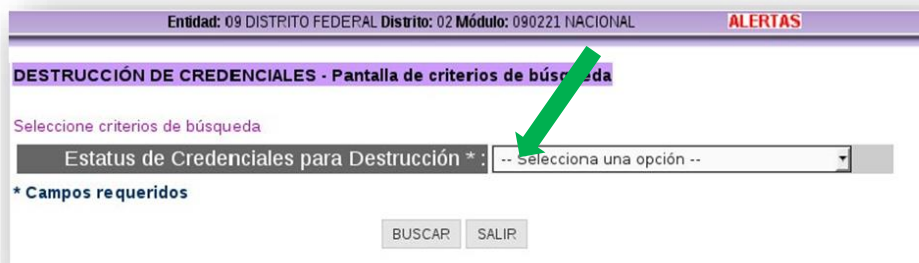 Entidad: 09 DISTRITO FEDERAL Distrito: 02 Módulo: 090221 NACIONAL ALERTAS
DESTRUCCIÓN DE CREDENCIALES - Pantalla de criterios de búsqueda
Seleccione criterios de búsqueda
Estatus de Credenciales para Destrucción * : -- Selecciona una opción --
* Campos requeridos
BUSCAR SALIR